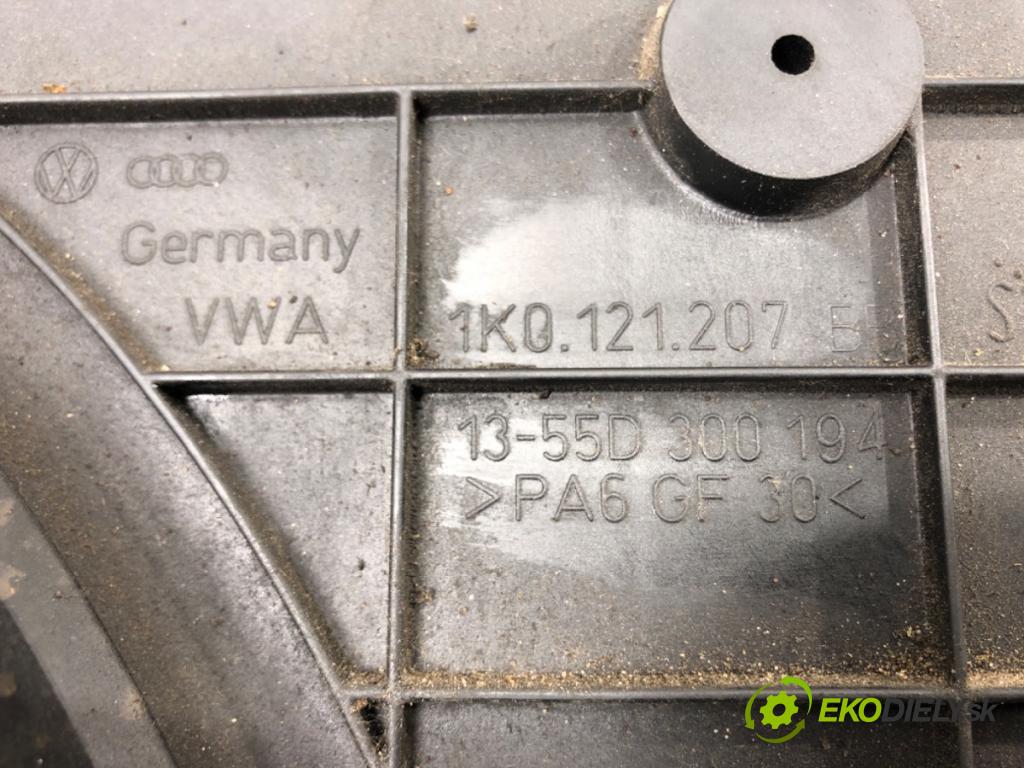 Germany
VWA
1K0.121.207
13-55D 300 194
>PA6 GF 30<
EKODIELY.SK